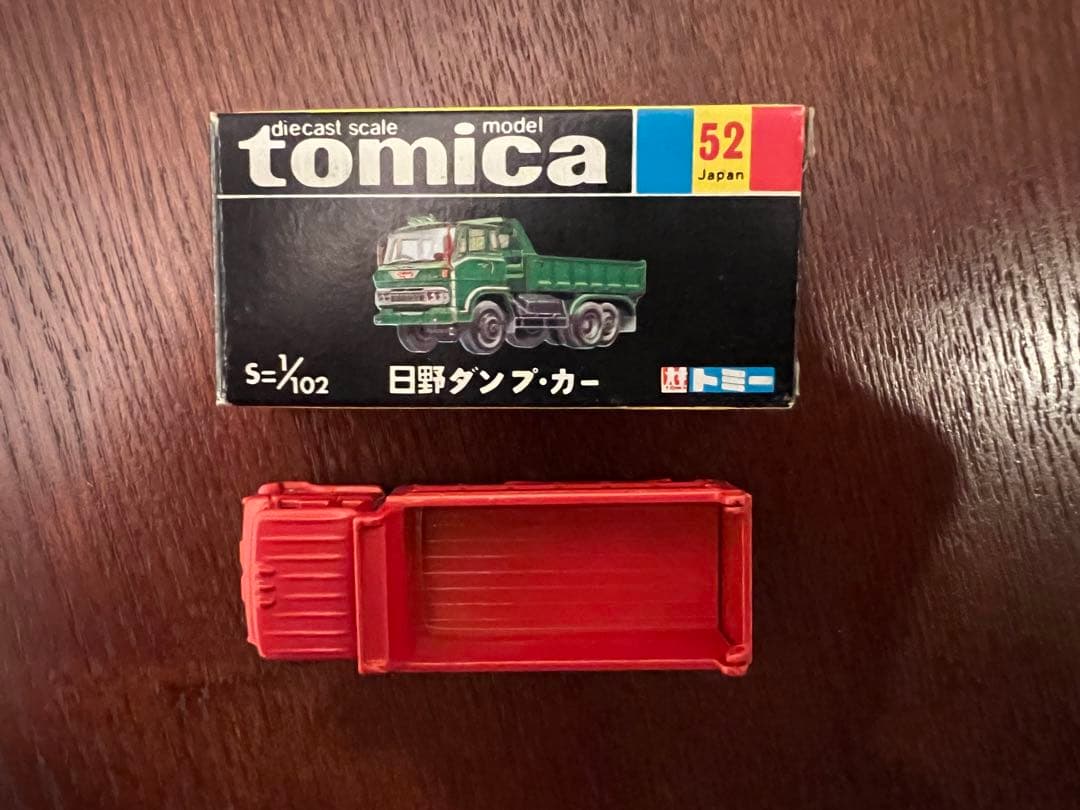 diecast scale model
tomica
52
Japan
S=1/102
日野ダンプ・カー
トミー